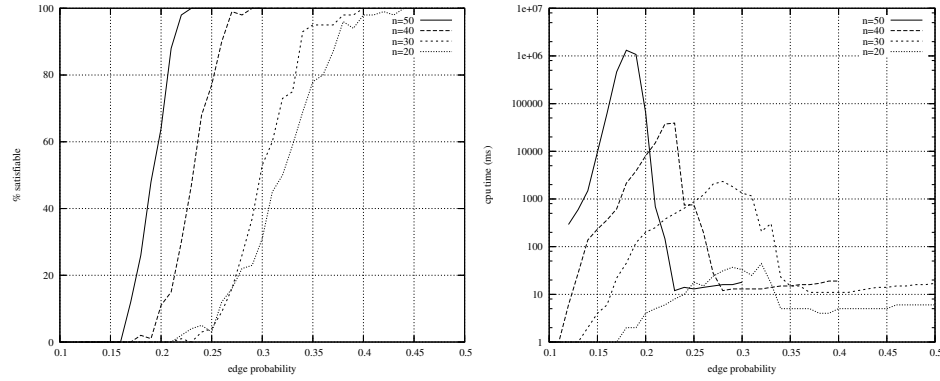 100
80
60
40
20
0
% satisfiable
0.1 0.15 0.2 0.25 0.3 0.35 0.4 0.45 0.5
edge probability
n=50
n=40
n=30
n=20
1e+07
1e+06
100000
10000
1000
100
10
1
cpu time (ms)
0.1 0.15 0.2 0.25 0.3 0.35 0.4 0.45 0.5
edge probability
n=50
n=40
n=30
n=20